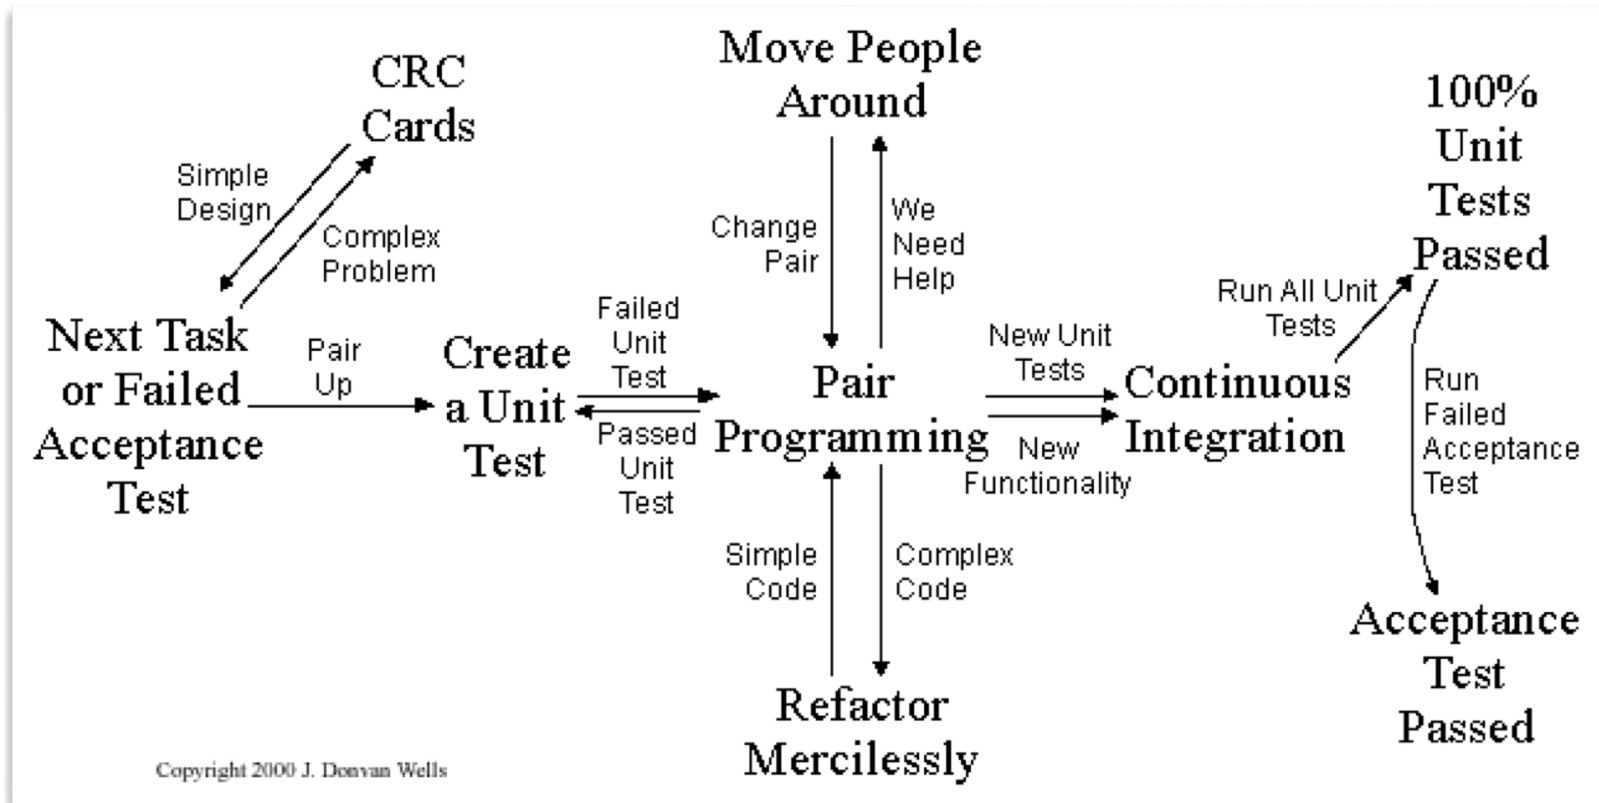 CRC
Cards
Simple
Design
Complex
Problem
Next Task
or Failed
Acceptance
Test
Pair
Up
Create
a Unit
Test
Failed
Unit
Test
Passed
Unit
Test
Move People
Around
Change
Pair
We
Need
Help
Pair
Programming
Simple
Code
Complex
Code
Refactor
Mercilessly
New Unit
Tests
New
Functionality
Continuous
Integration
Run All Unit
Tests
100%
Unit
Tests
Passed
Run
Failed
Acceptance
Test
Acceptance
Test
Passed
Copyright 2000 J. Donvan Wells